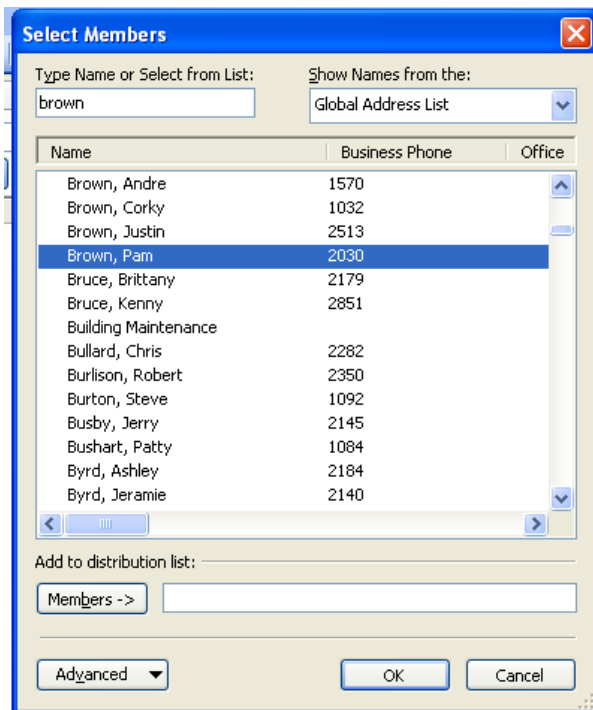 Select Members
Type Name or Select from List: Show Names from the:
brown Global Address List
Name Business Phone Office
Brown, Andre 1570
Brown, Corky 1032
Brown, Justin 2513
Brown, Pam 2030
Bruce, Brittany 2179
Bruce, Kenny 2851
Building Maintenance
Bullard, Chris 2282
Burlison, Robert 2350
Burton, Steve 1092
Busby, Jerry 2145
Bushart, Patty 1084
Byrd, Ashley 2184
Byrd, Jeramie 2140
Add to distribution list:
Members ->
Advanced OK Cancel